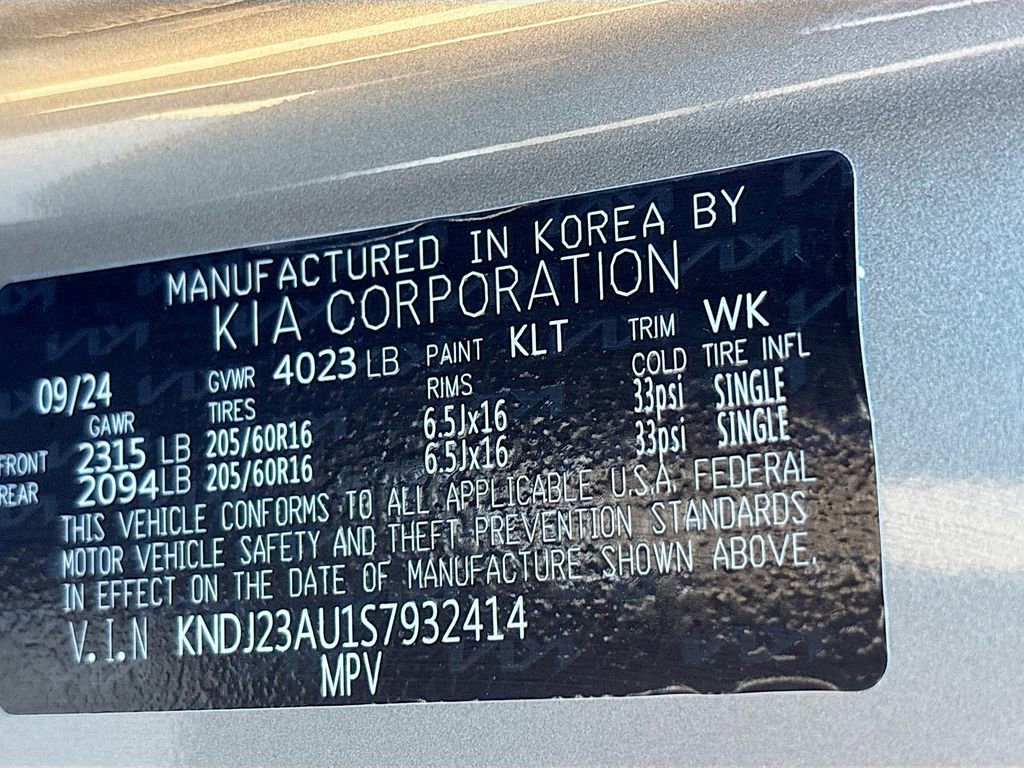 MANUFACTURED IN KOREA BY
KIA CORPORATION
09/24 GVWR 4023 LB PAINT KLT TRIM WK
GAWR TIRES RIMS COLD TIRE INFL
FRONT 2315 LB 205/60R16 6.5Jx16 33psi SINGLE
REAR 2094 LB 205/60R16 6.5Jx16 33psi SINGLE
THIS VEHICLE CONFORMS TO ALL APPLICABLE U.S.A. FEDERAL
MOTOR VEHICLE SAFETY AND THEFT PREVENTION STANDARDS
IN EFFECT ON THE DATE OF MANUFACTURE SHOWN ABOVE.
V.I.N KNDJ23AU1S7932414
MPV